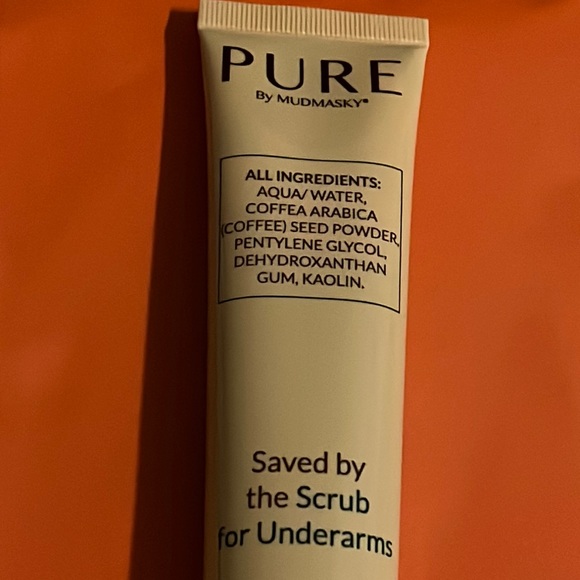 PURE
By MUDMASKY®
ALL INGREDIENTS:
AQUA/ WATER,
COFFEA ARABICA
(COFFEE) SEED POWDER,
PENTYLENE GLYCOL,
DEHYDROXANTHAN
GUM, KAOLIN.
Saved by
the Scrub
for Underarms